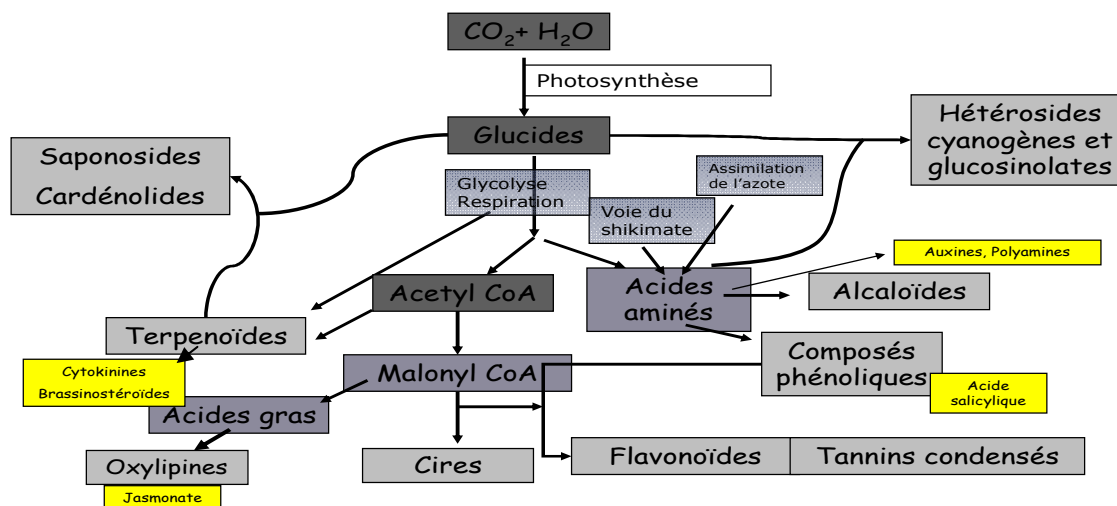 CO₂+ H₂O
Photosynthèse
Glucides
Hétérosides
cyanogènes et
glucosinolates
Saponosides
Cardénolides
Glycolyse
Respiration
Assimilation
de l'azote
Voie du
shikimate
Auxines, Polyamines
Acetyl CoA
Acides
aminés
Alcaloïdes
Terpenoïdes
Composés
phénoliques
Cytokinines
Brassinostéroïdes
Malonyl CoA
Acide
salicylique
Acides gras
Oxylipines
Cires
Flavonoïdes
Tannins condensés
Jasmonate